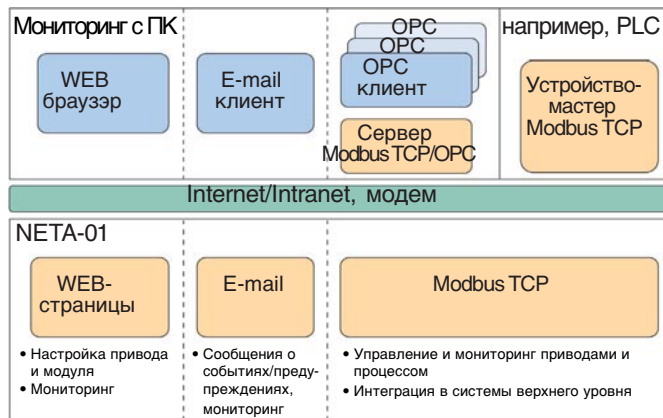 Мониторинг с ПК
например, PLC
WEB
браузэр
E-mail
клиент
OPC
OPC
OPC
клиент
Сервер
Modbus TCP/OPC
Устройство-
мастер
Modbus TCP
Internet/Intranet, модем
NETA-01
WEB-
страницы
E-mail
Modbus TCP
• Настройка привода
и модуля
• Мониторинг
• Сообщения о
событиях/преду-
преждениях,
мониторинг
• Управление и мониторинг приводами и
процессом
• Интеграция в системы верхнего уровня